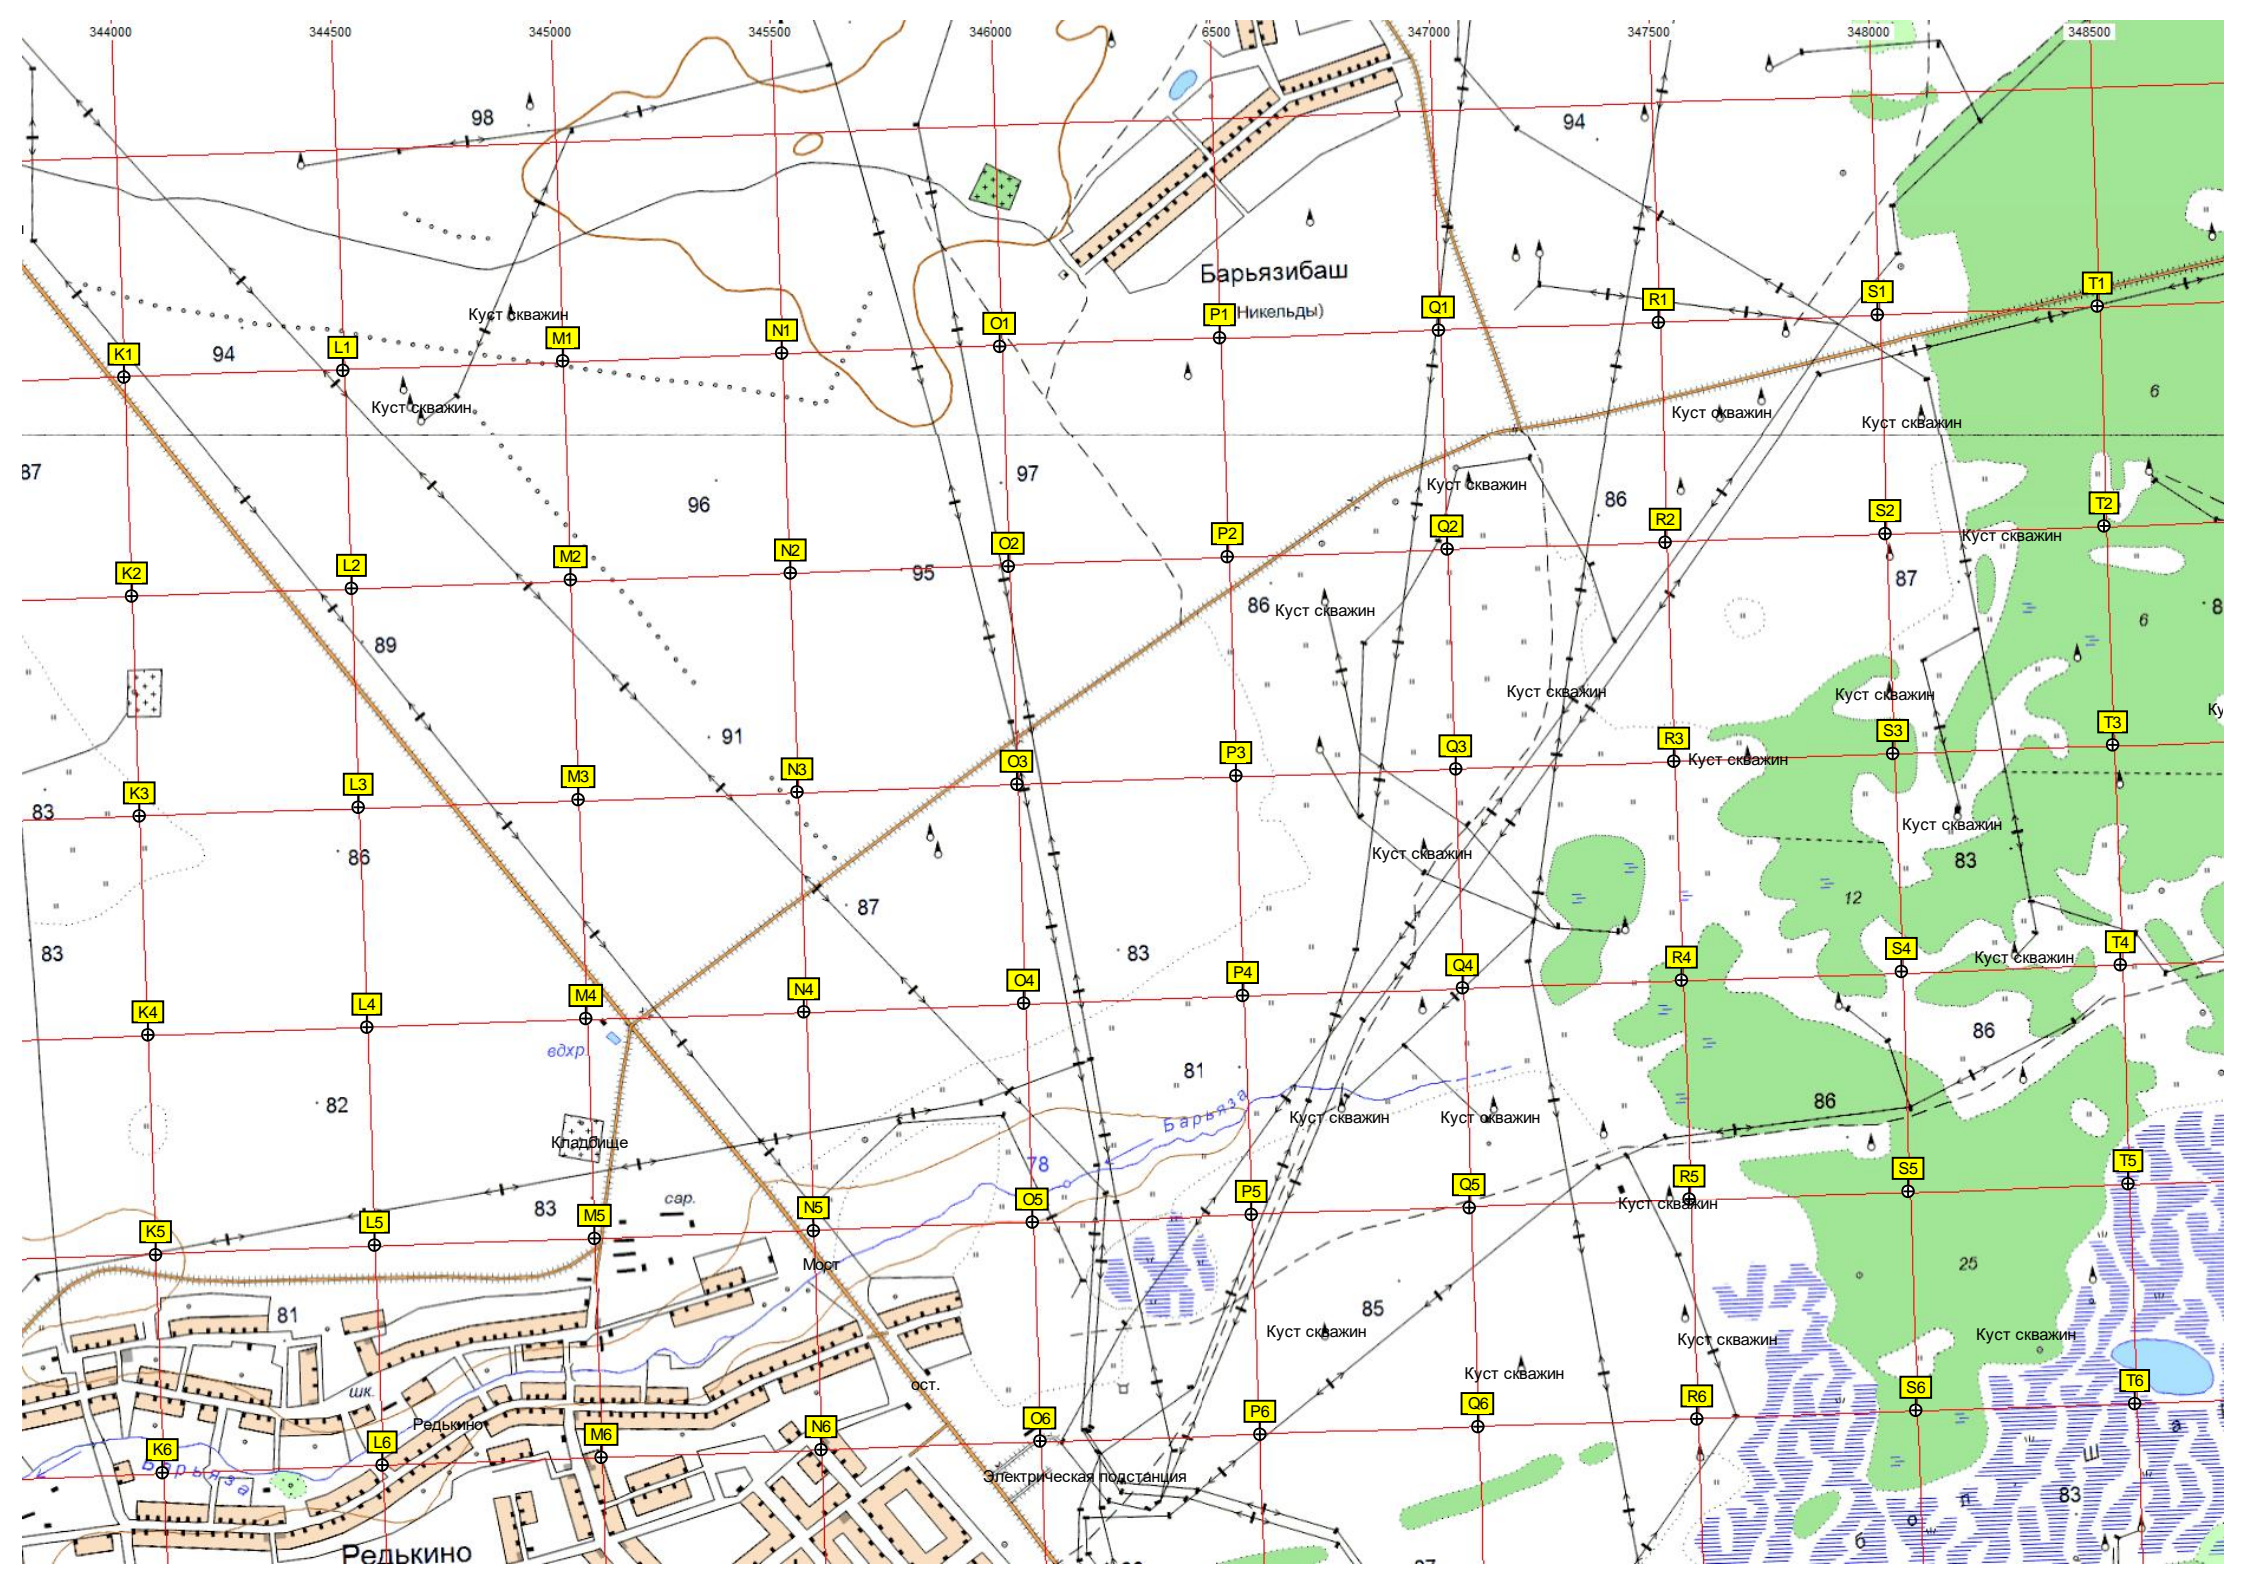 344000 344500 345000 345500 346000 6500 347000 347500 348000 348500
98
94
Барьязибаш
(Никельды)
Куст скважин
K1 L1 M1 N1 O1 P1 Q1 R1 S1 T1
94
Куст скважин
Куст скважин
Куст скважин
6
87
96
97
Куст скважин
86
K2 L2 M2 N2 O2 P2 Q2 R2 S2 T2
Куст скважин
95
87
86
Куст скважин
8
6
89
Куст скважин
Куст скважин
Ку
91
K3 L3 M3 N3 O3 P3 Q3 R3 S3 T3
Куст скважин
83
Куст скважин
86
Куст скважин
83
12
87
83
83
Куст скважин
K4 L4 M4 N4 O4 P4 Q4 R4 S4 T4
86
вдхр.
81
82
Барьяза
Куст скважин
Куст скважин
86
Кладбище
78
сар.
83
K5 L5 M5 N5 O5 P5 Q5 R5 S5 T5
Куст скважин
Мост
25
81
85
Куст скважин
Куст скважин
Куст скважин
Куст скважин
шк.
ост.
Редькино
K6 L6 M6 N6 O6 P6 Q6 R6 S6 T6
Барьяза
Электрическая подстанция
83
б о л ш а
Редькино